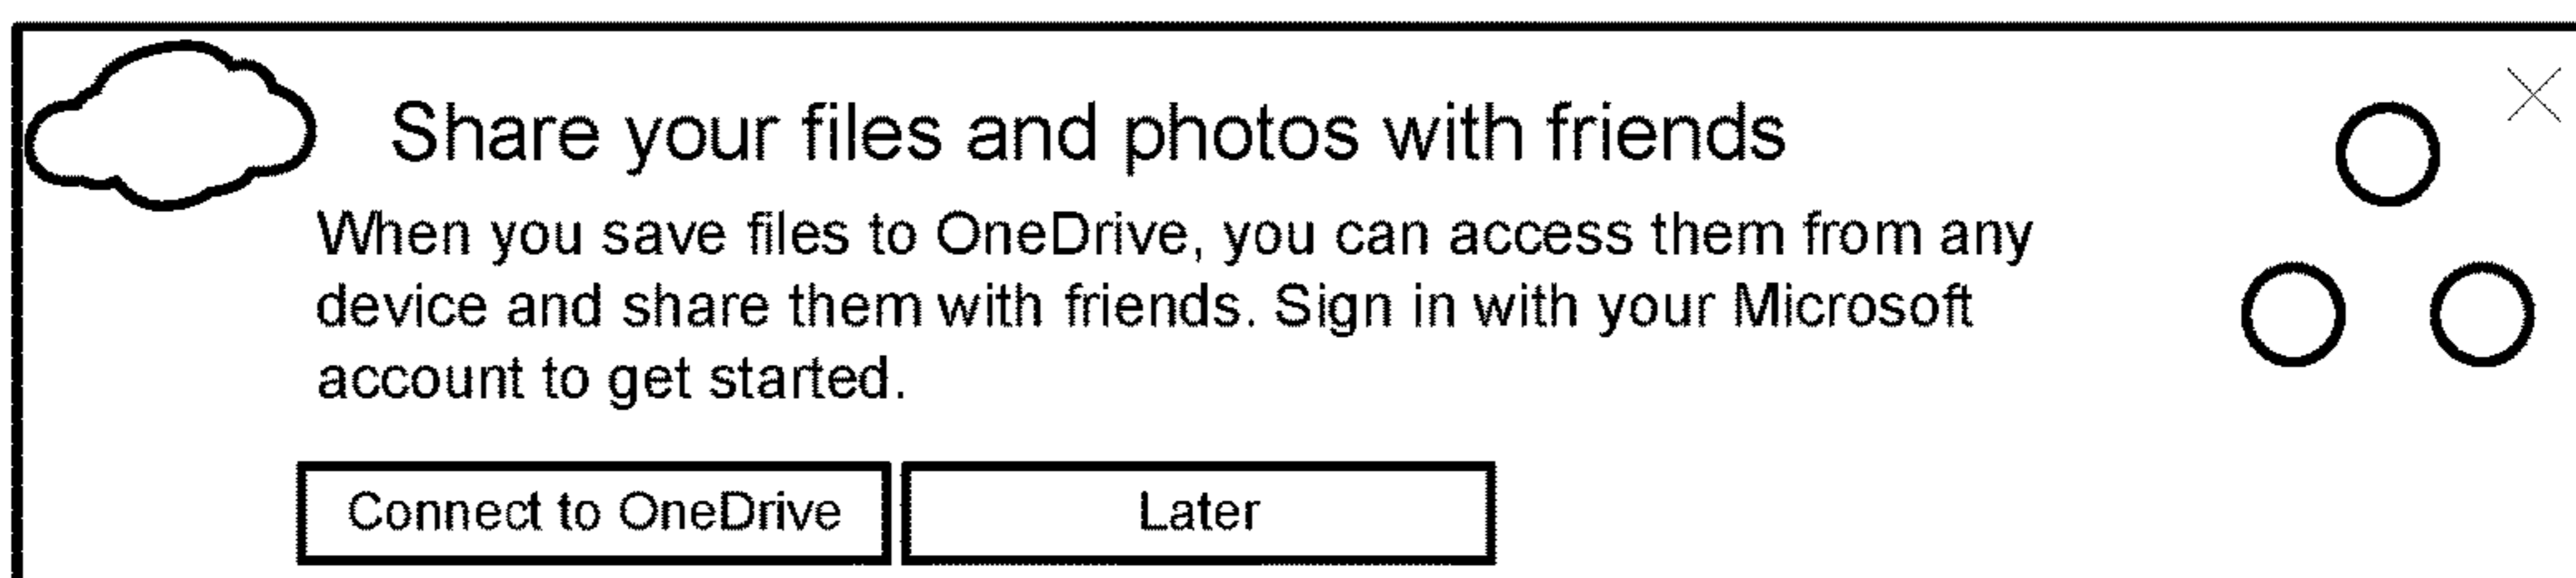 Share your files and photos with friends
When you save files to OneDrive, you can access them from any
device and share them with friends. Sign in with your Microsoft
account to get started.
Connect to OneDrive
Later